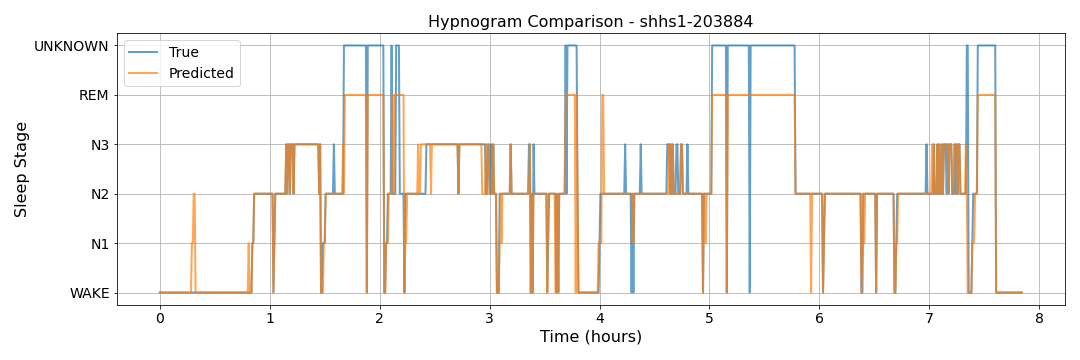 Hypnogram Comparison - shhs1-203884
True
Predicted
Sleep Stage
UNKNOWN
REM
N3
N2
N1
WAKE
0 1 2 3 4 5 6 7 8
Time (hours)